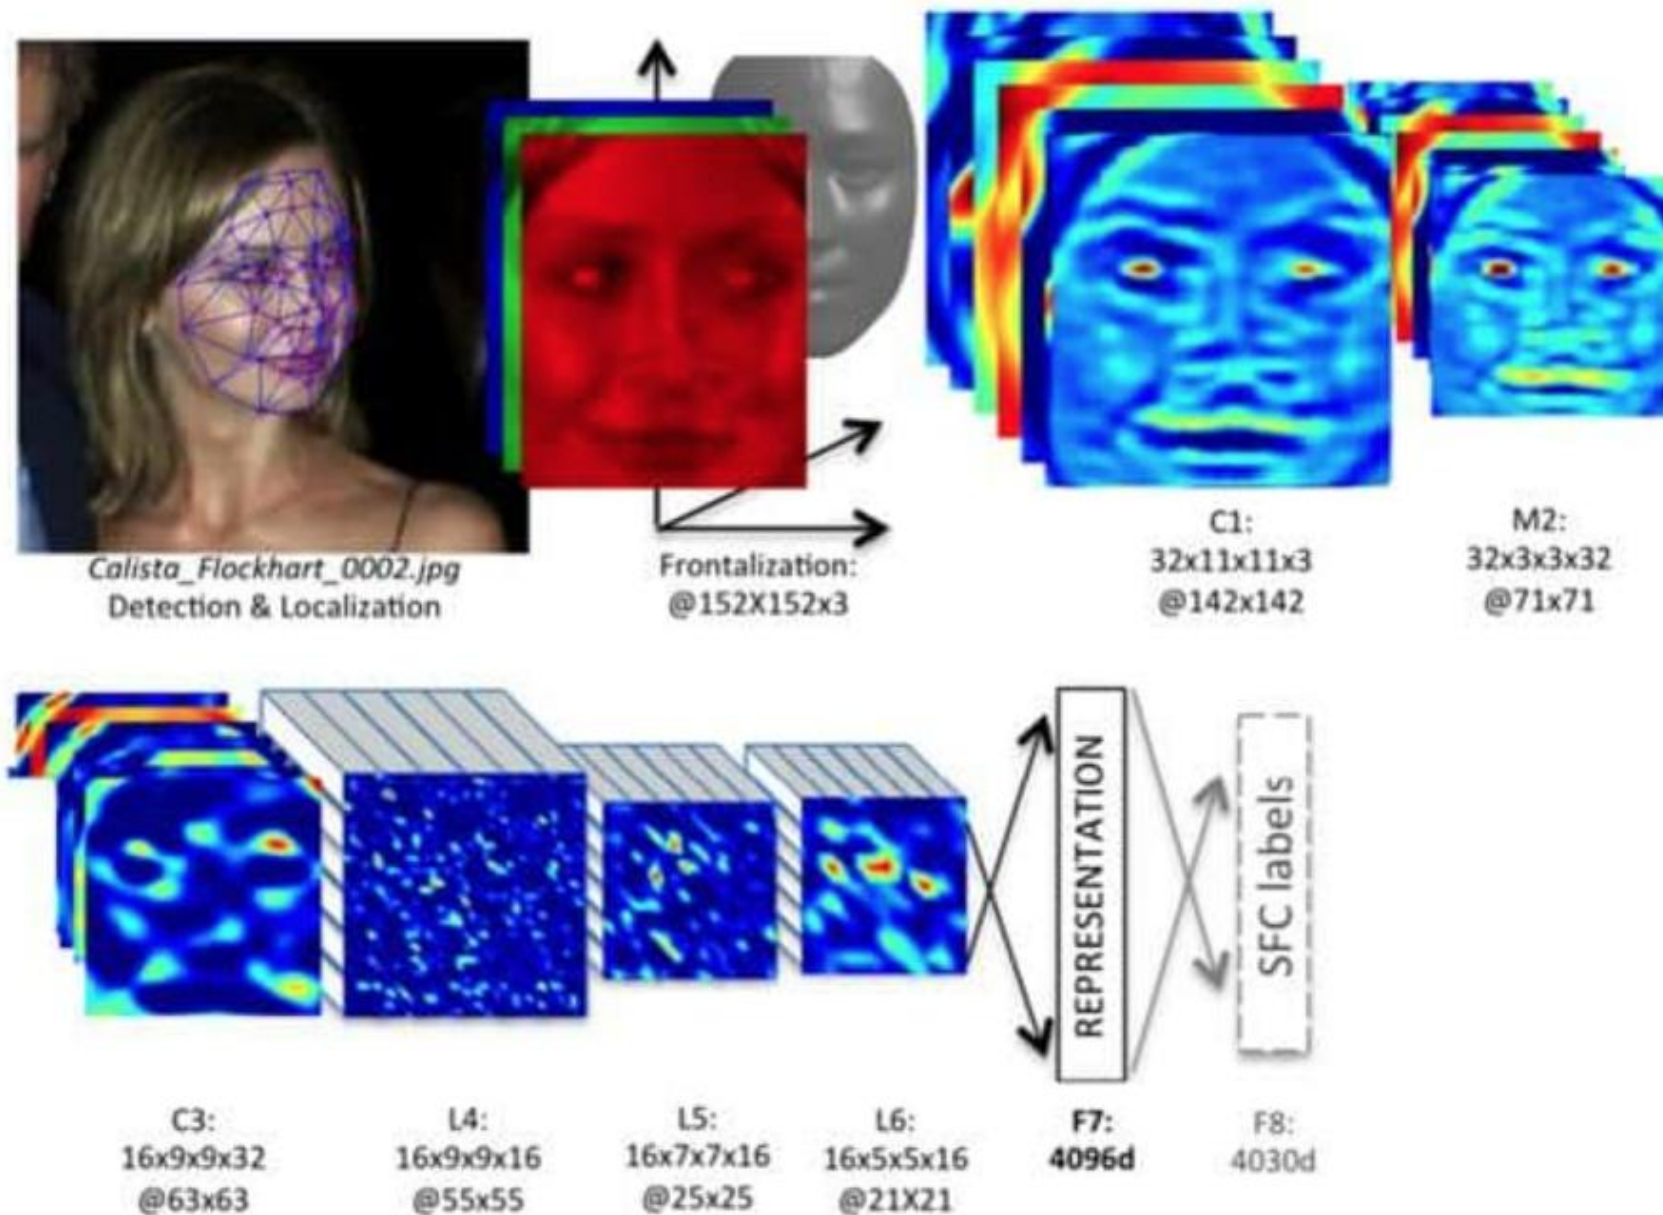 Calista_Flockhart_0002.jpg
Detection & Localization
Frontalization:
@152X152x3
C1:
32x11x11x3
@142x142
M2:
32x3x3x32
@71x71
REPRESENTATION
SFC labels
C3:
16x9x9x32
@63x63
L4:
16x9x9x16
@55x55
L5:
16x7x7x16
@25x25
L6:
16x5x5x16
@21X21
F7:
4096d
F8:
4030d